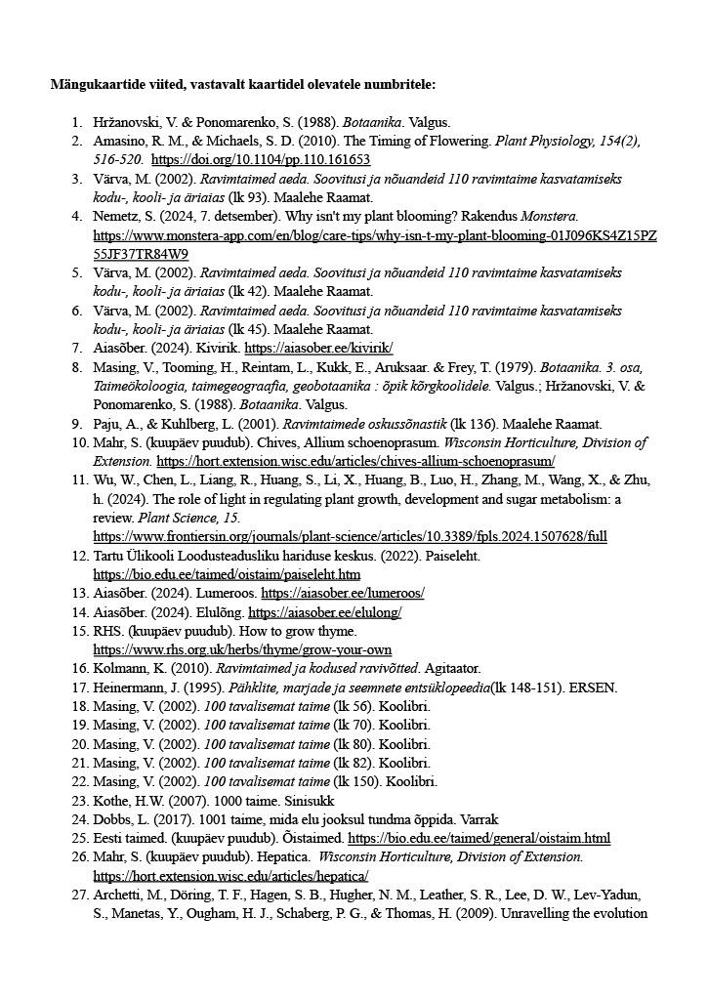 Mängukaartide viited, vastavalt kaartidel olevatele numbritele:
1. Hržanovski, V. & Ponomarenko, S. (1988). Botaanika. Valgus.
2. Amasino, R. M., & Michaels, S. D. (2010). The Timing of Flowering. Plant Physiology, 154(2),
516-520. https://doi.org/10.1104/pp.110.161653
3. Värva, M. (2002). Ravimtaimed aeda. Soovitusi ja nõuandeid 110 ravimtaime kasvatamiseks
kodu-, kooli- ja äriaias (lk 93). Maalehe Raamat.
4. Nemetz, S. (2024, 7. detsember). Why isn't my plant blooming? Rakendus Monstera.
https://www.monstera-app.com/en/blog/care-tips/why-isn-t-my-plant-blooming-01J096KS4Z15PZ
55JF37TR84W9
5. Värva, M. (2002). Ravimtaimed aeda. Soovitusi ja nõuandeid 110 ravimtaime kasvatamiseks
kodu-, kooli- ja äriaias (lk 42). Maalehe Raamat.
6. Värva, M. (2002). Ravimtaimed aeda. Soovitusi ja nõuandeid 110 ravimtaime kasvatamiseks
kodu-, kooli- ja äriaias (lk 45). Maalehe Raamat.
7. Aiasõber. (2024). Kivirik. https://aiasober.ee/kivirik/
8. Masing, V., Tooming, H., Reintam, L., Kukk, E., Aruksaar. & Frey, T. (1979). Botaanika. 3. osa,
Taimeökoloogia, taimegeograafia, geobotaanika : õpik kõrgkoolidele. Valgus.; Hržanovski, V. &
Ponomarenko, S. (1988). Botaanika. Valgus.
9. Paju, A., & Kuhlberg, L. (2001). Ravimtaimede oskussõnastik (lk 136). Maalehe Raamat.
10. Mahr, S. (kuupäev puudub). Chives, Allium schoenoprasum. Wisconsin Horticulture, Division of
Extension. https://hort.extension.wisc.edu/articles/chives-allium-schoenoprasum/
11. Wu, W., Chen, L., Liang, R., Huang, S., Li, X., Huang, B., Luo, H., Zhang, M., Wang, X., & Zhu,
h. (2024). The role of light in regulating plant growth, development and sugar metabolism: a
review. Plant Science, 15.
https://www.frontiersin.org/journals/plant-science/articles/10.3389/fpls.2024.1507628/full
12. Tartu Ülikooli Loodusteadusliku hariduse keskus. (2022). Paiseleht.
https://bio.edu.ee/taimed/oistaim/paiseleht.htm
13. Aiasõber. (2024). Lumeroos. https://aiasober.ee/lumeroos/
14. Aiasõber. (2024). Elulõng. https://aiasober.ee/elulong/
15. RHS. (kuupäev puudub). How to grow thyme.
https://www.rhs.org.uk/herbs/thyme/grow-your-own
16. Kolmann, K. (2010). Ravimtaimed ja kodused ravivõtted. Agitaator.
17. Heinermann, J. (1995). Pähklite, marjade ja seemnete entsüklopeedia(lk 148-151). ERSEN.
18. Masing, V. (2002). 100 tavalisemat taime (lk 56). Koolibri.
19. Masing, V. (2002). 100 tavalisemat taime (lk 70). Koolibri.
20. Masing, V. (2002). 100 tavalisemat taime (lk 80). Koolibri.
21. Masing, V. (2002). 100 tavalisemat taime (lk 82). Koolibri.
22. Masing, V. (2002). 100 tavalisemat taime (lk 150). Koolibri.
23. Kothe, H.W. (2007). 1000 taime. Sinisukk
24. Dobbs, L. (2017). 1001 taime, mida elu jooksul tundma õppida. Varrak
25. Eesti taimed. (kuupäev puudub). Õistaimed. https://bio.edu.ee/taimed/general/oistaim.html
26. Mahr, S. (kuupäev puudub). Hepatica. Wisconsin Horticulture, Division of Extension.
https://hort.extension.wisc.edu/articles/hepatica/
27. Archetti, M., Döring, T. F., Hagen, S. B., Hugher, N. M., Leather, S. R., Lee, D. W., Lev-Yadun,
S., Manetas, Y., Ougham, H. J., Schaberg, P. G., & Thomas, H. (2009). Unravelling the evolution